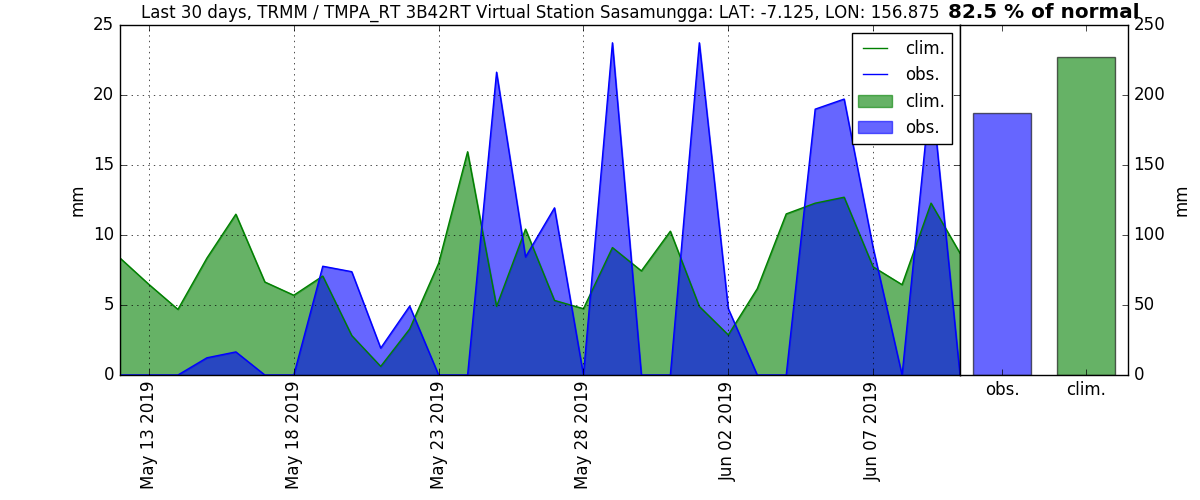 Last 30 days, TRMM / TMPA_RT 3B42RT Virtual Station Sasamungga: LAT: -7.125, LON: 156.875 82.5 % of normal
25
20
15
10
5
0
mm
clim.
obs.
clim.
obs.
250
200
150
100
50
0
mm
obs.
clim.
May 13 2019
May 18 2019
May 23 2019
May 28 2019
Jun 02 2019
Jun 07 2019